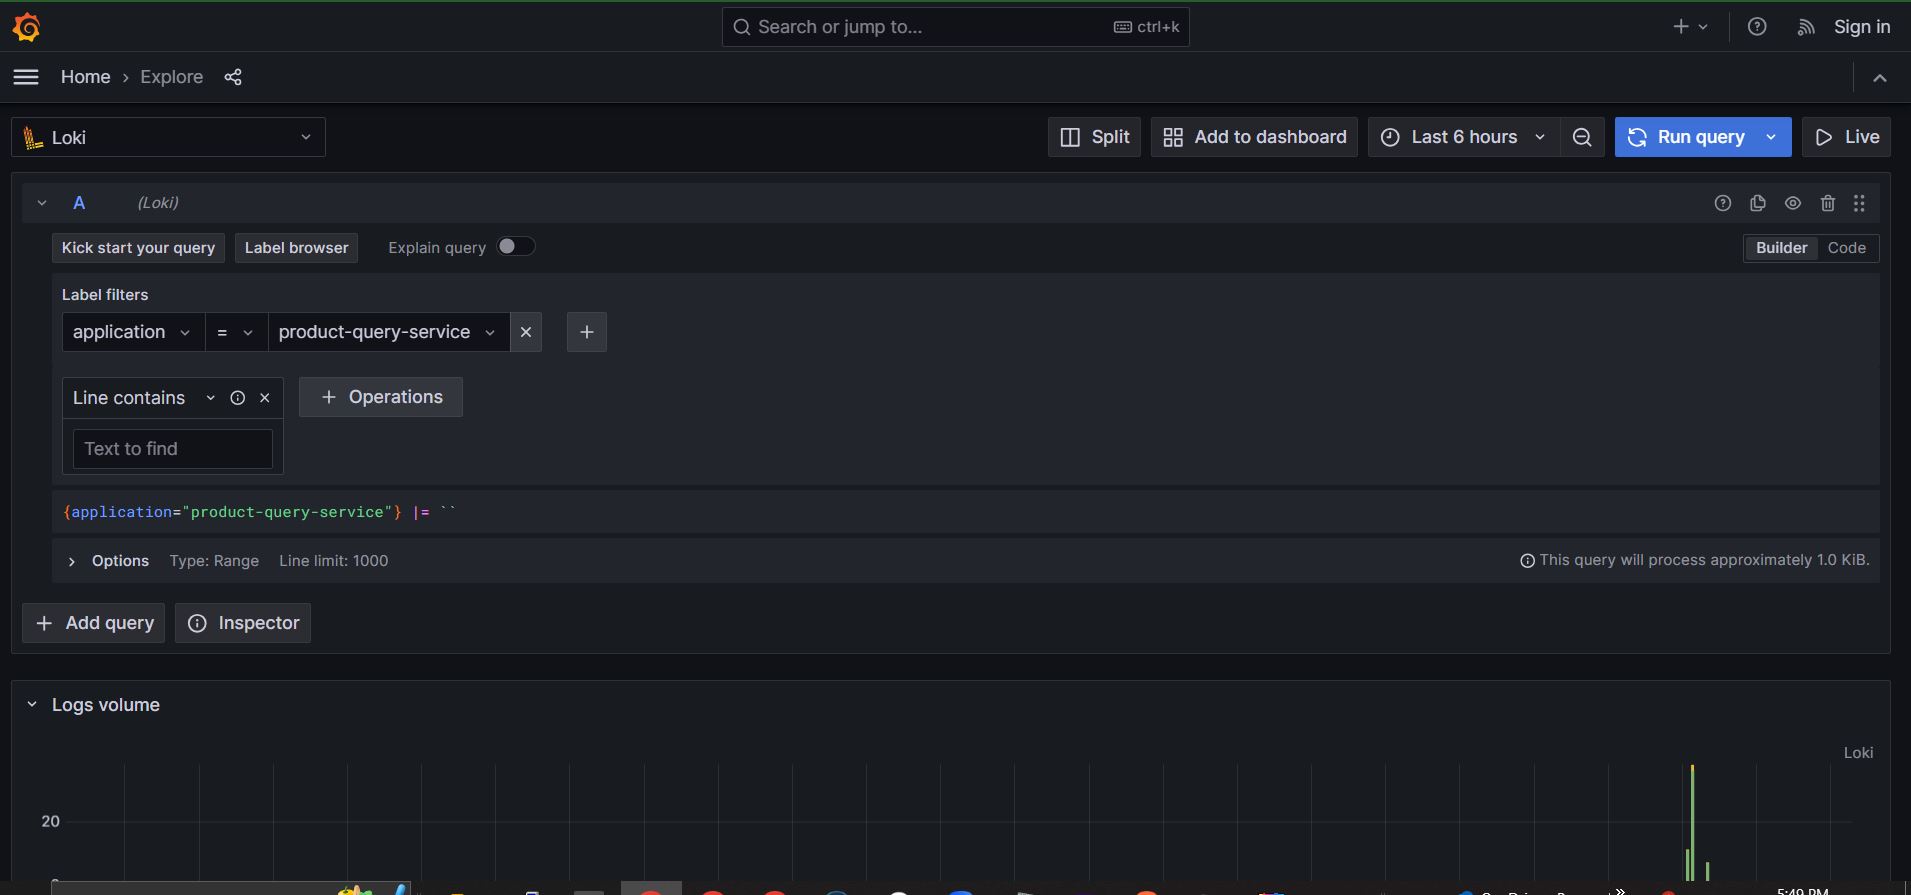 Search or jump to... ctrl+k Sign in
Home › Explore
Loki Split Add to dashboard Last 6 hours Run query Live
A (Loki)
Kick start your query Label browser Explain query Builder Code
Label filters
application = product-query-service
Line contains + Operations
Text to find
{application="product-query-service"} |= ``
Options Type: Range Line limit: 1000 This query will process approximately 1.0 KiB.
+ Add query Inspector
Logs volume
Loki
20
5:49 PM